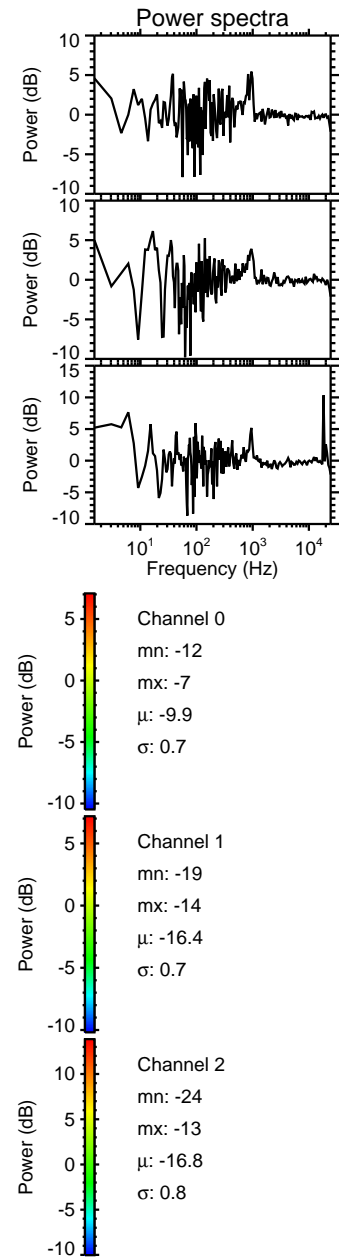 Power spectra
10
5
0
-5
-10
Power (dB)
10
5
0
-5
-10
Power (dB)
15
10
5
0
-5
-10
Power (dB)
10¹ 10² 10³ 10⁴
Frequency (Hz)
5
0
-5
-10
Power (dB)
Channel 0
mn: -12
mx: -7
μ: -9.9
σ: 0.7
5
0
-5
-10
Power (dB)
Channel 1
mn: -19
mx: -14
μ: -16.4
σ: 0.7
10
5
0
-5
-10
Power (dB)
Channel 2
mn: -24
mx: -13
μ: -16.8
σ: 0.8